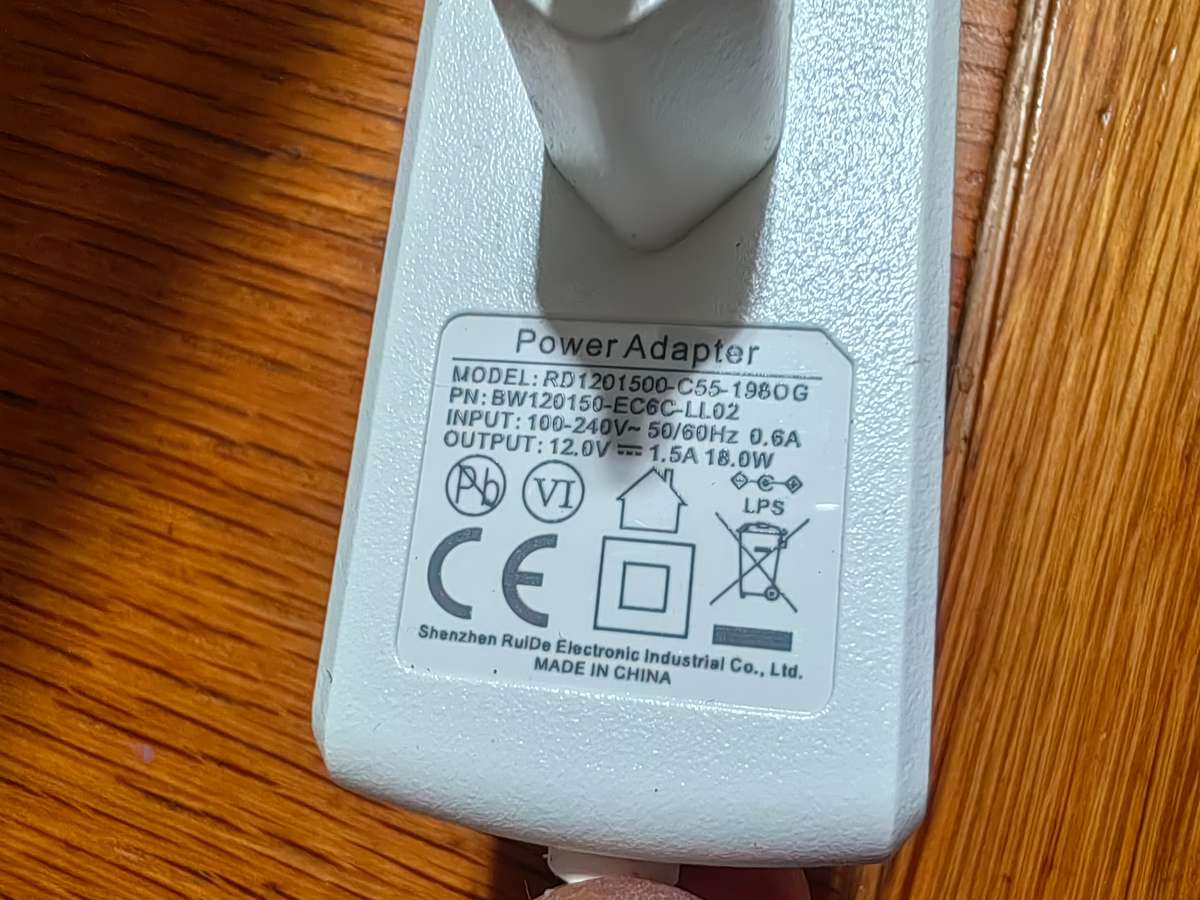 Power Adapter
MODEL: RD1201500-C55-198OG
PN: BW120150-EC6C-LL02
INPUT: 100-240V~ 50/60Hz 0.6A
OUTPUT: 12.0V ⎓ 1.5A 18.0W
Pb VI
LPS
CE
Shenzhen RuiDe Electronic Industrial Co., Ltd.
MADE IN CHINA